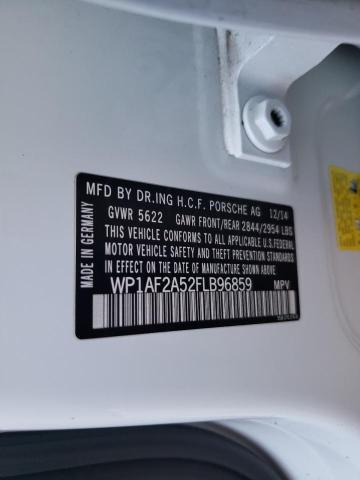 MFD BY DR.ING H.C.F. PORSCHE AG 12/14
GVWR 5622 GAWR FRONT/REAR 2844/2954 LBS
THIS VEHICLE CONFORMS TO ALL APPLICABLE U.S.FEDERAL
MOTOR VEHICLE SAFETY AND THEFT PREVENTION STANDARDS
IN EFFECT ON THE DATE OF MANUFACTURE SHOWN ABOVE.
WP1AF2A52FLB96859 MPV
MADE IN GERMANY